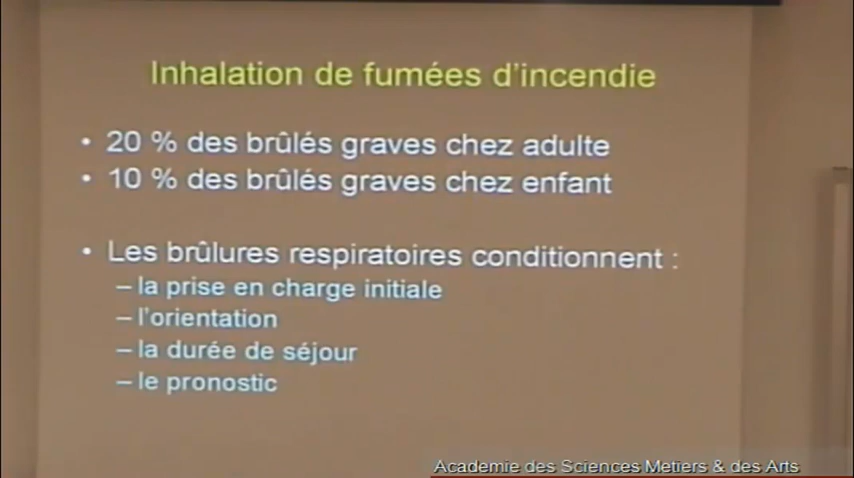 Inhalation de fumées d'incendie
• 20 % des brûlés graves chez adulte
• 10 % des brûlés graves chez enfant
• Les brûlures respiratoires conditionnent :
– la prise en charge initiale
– l'orientation
– la durée de séjour
– le pronostic
Academie des Sciences Metiers & des Arts